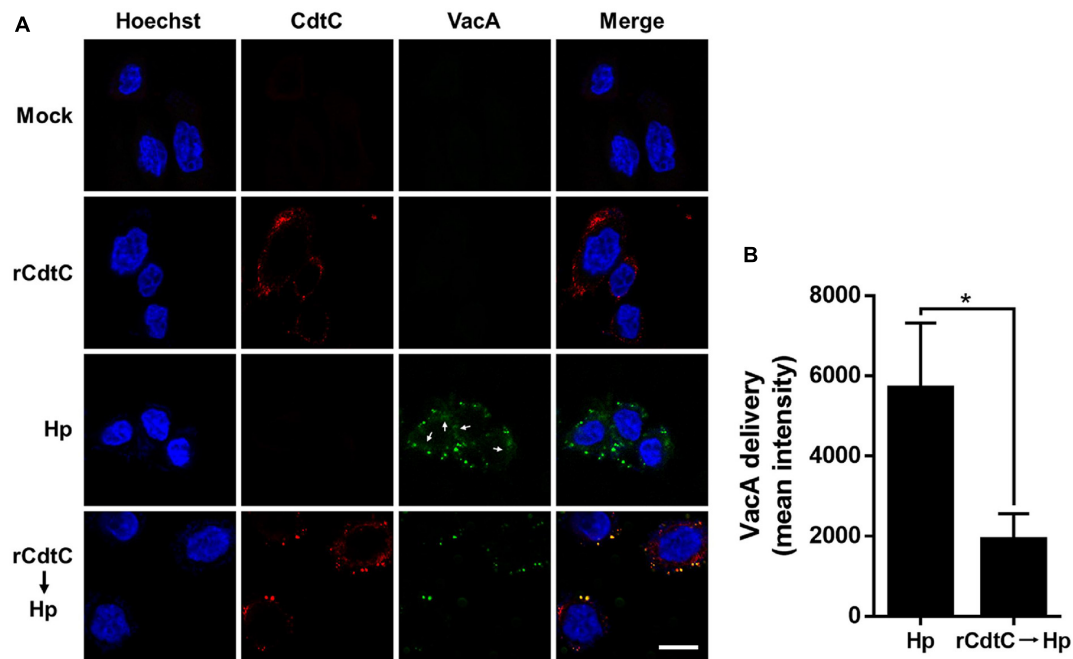 A
Hoechst CdtC VacA Merge
Mock
rCdtC
Hp
rCdtC
↓
Hp
B
8000
*
6000
4000
2000
0
VacA delivery
(mean intensity)
Hp rCdtC → Hp